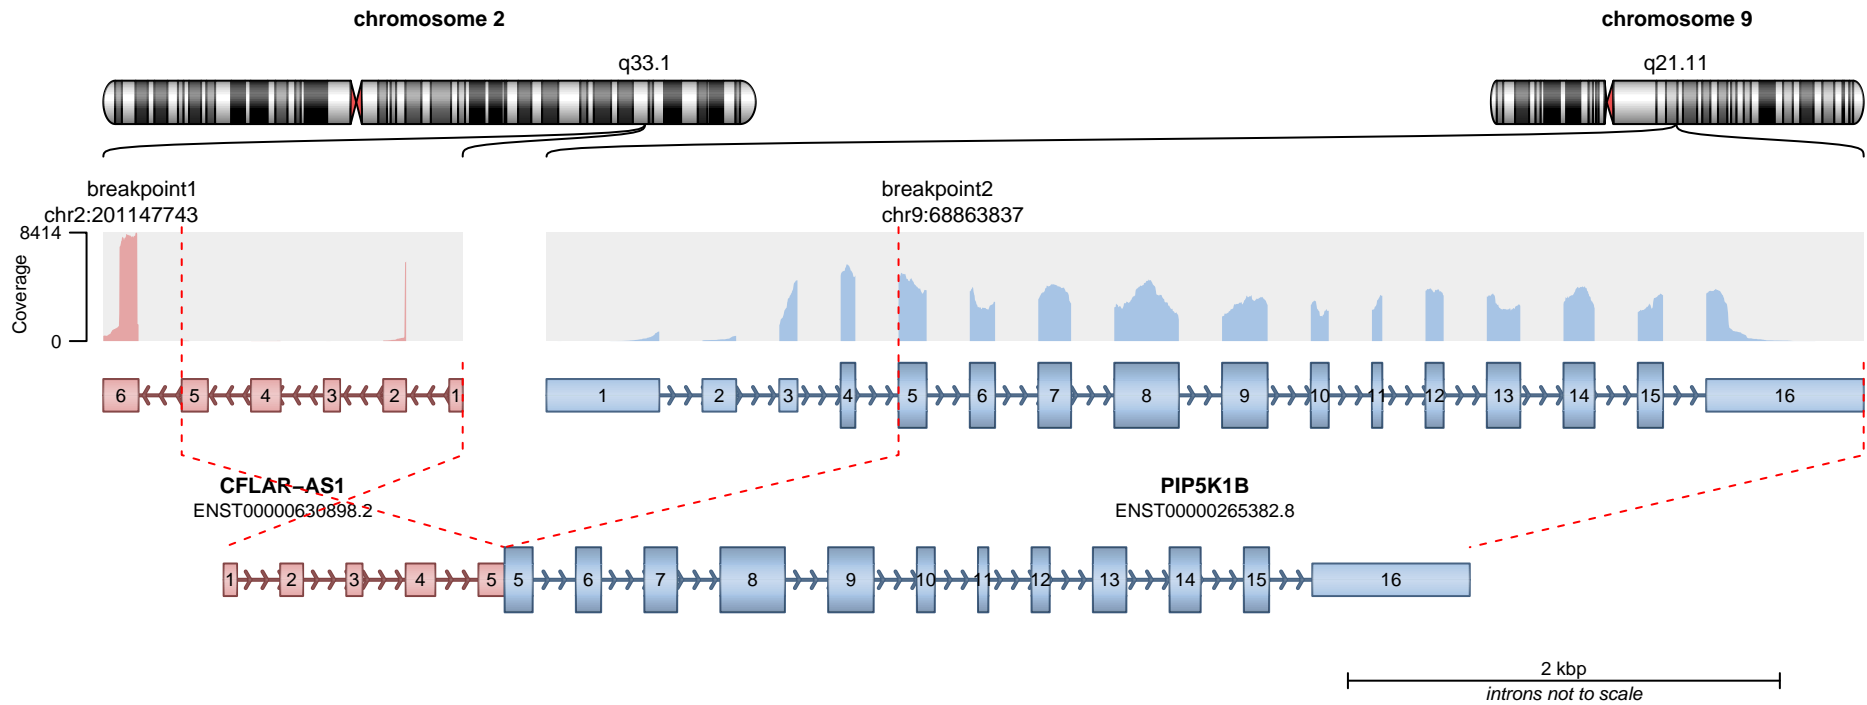 chromosome 2
chromosome 9
q33.1
q21.11
breakpoint1
chr2:201147743
breakpoint2
chr9:68863837
8414
0
Coverage
6 5 4 3 2 1
1 2 3 4 5 6 7 8 9 10 11 12 13 14 15 16
CFLAR−AS1
ENST00000630898.2
PIP5K1B
ENST00000265382.8
1 2 3 4 5 5 6 7 8 9 10 11 12 13 14 15 16
2 kbp
introns not to scale